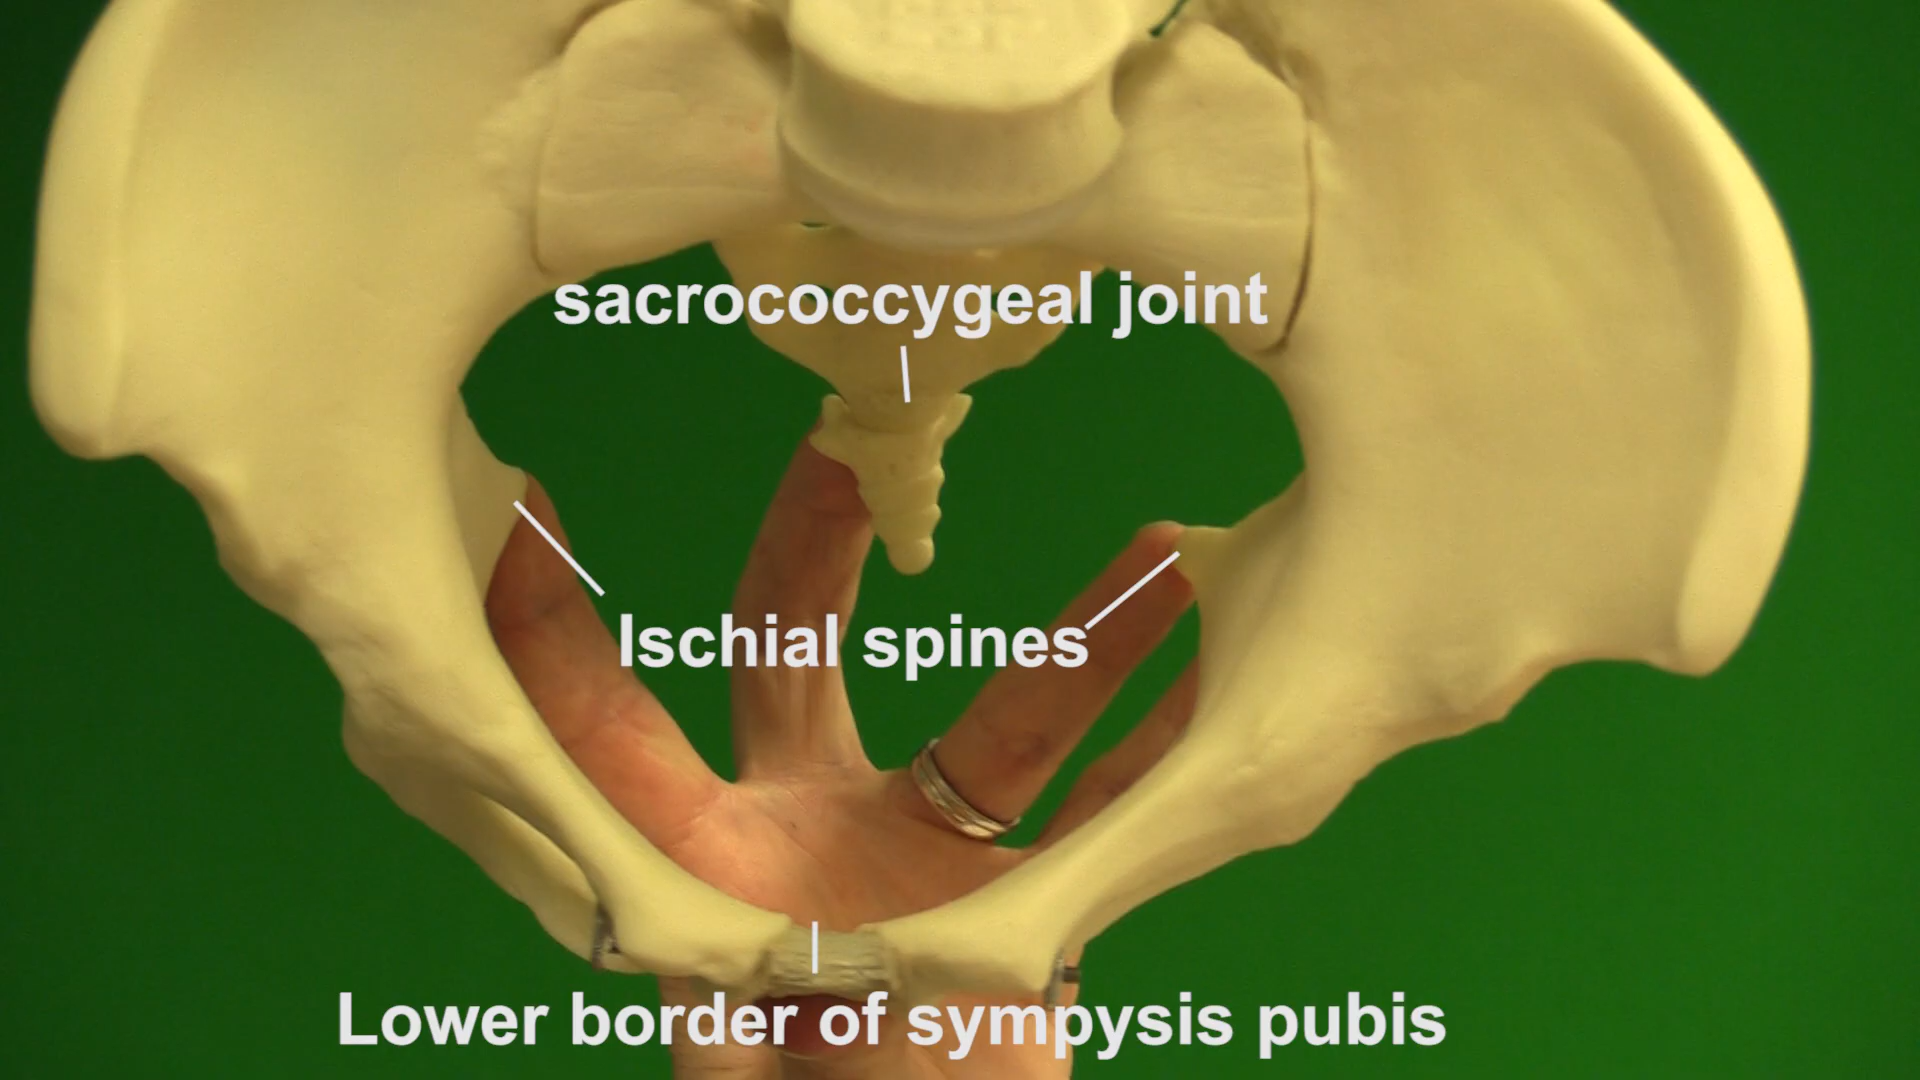 sacrococcygeal joint
Ischial spines
Lower border of sympysis pubis